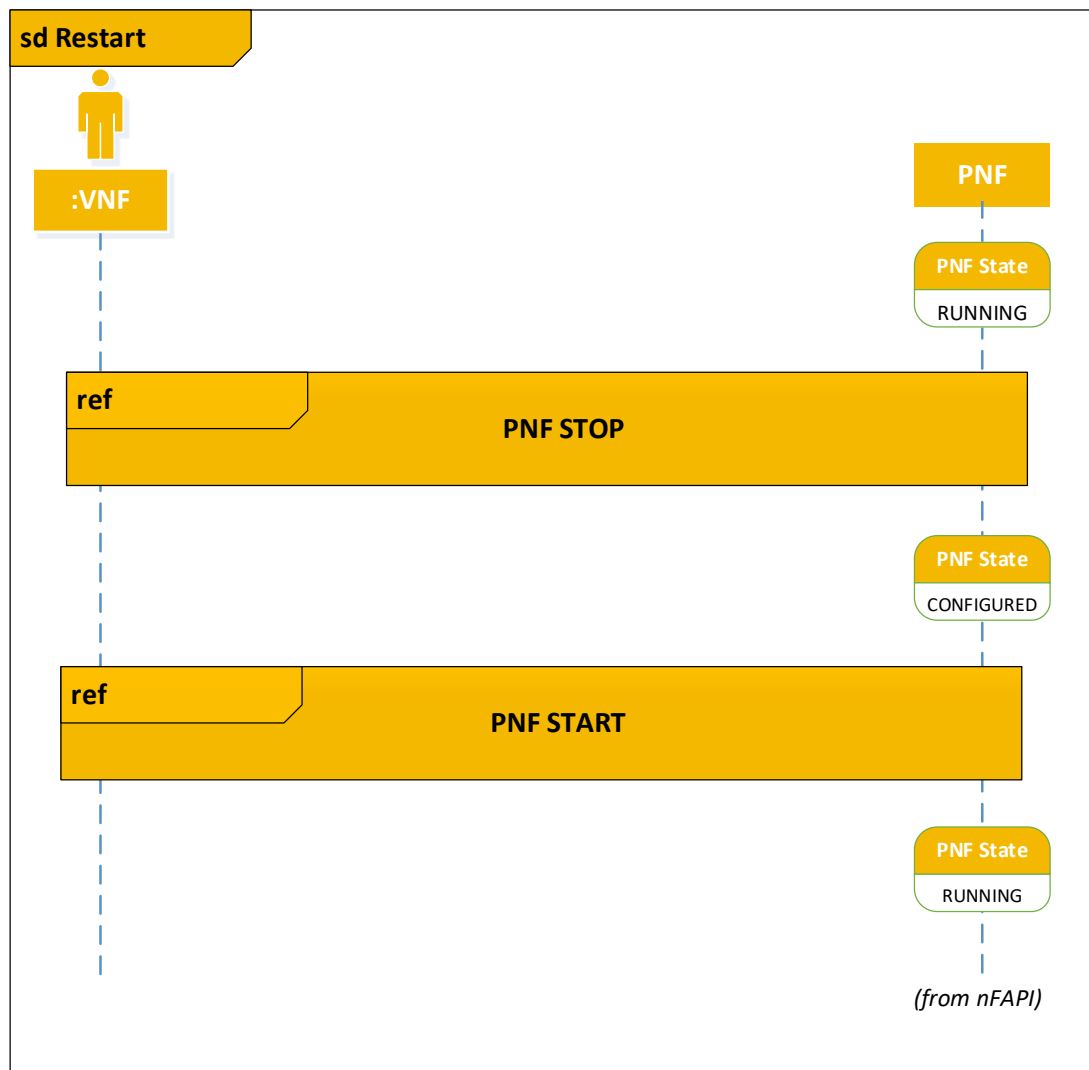 sd Restart
:VNF
PNF
PNF State
RUNNING
ref
PNF STOP
PNF State
CONFIGURED
ref
PNF START
PNF State
RUNNING
(from nFAPI)